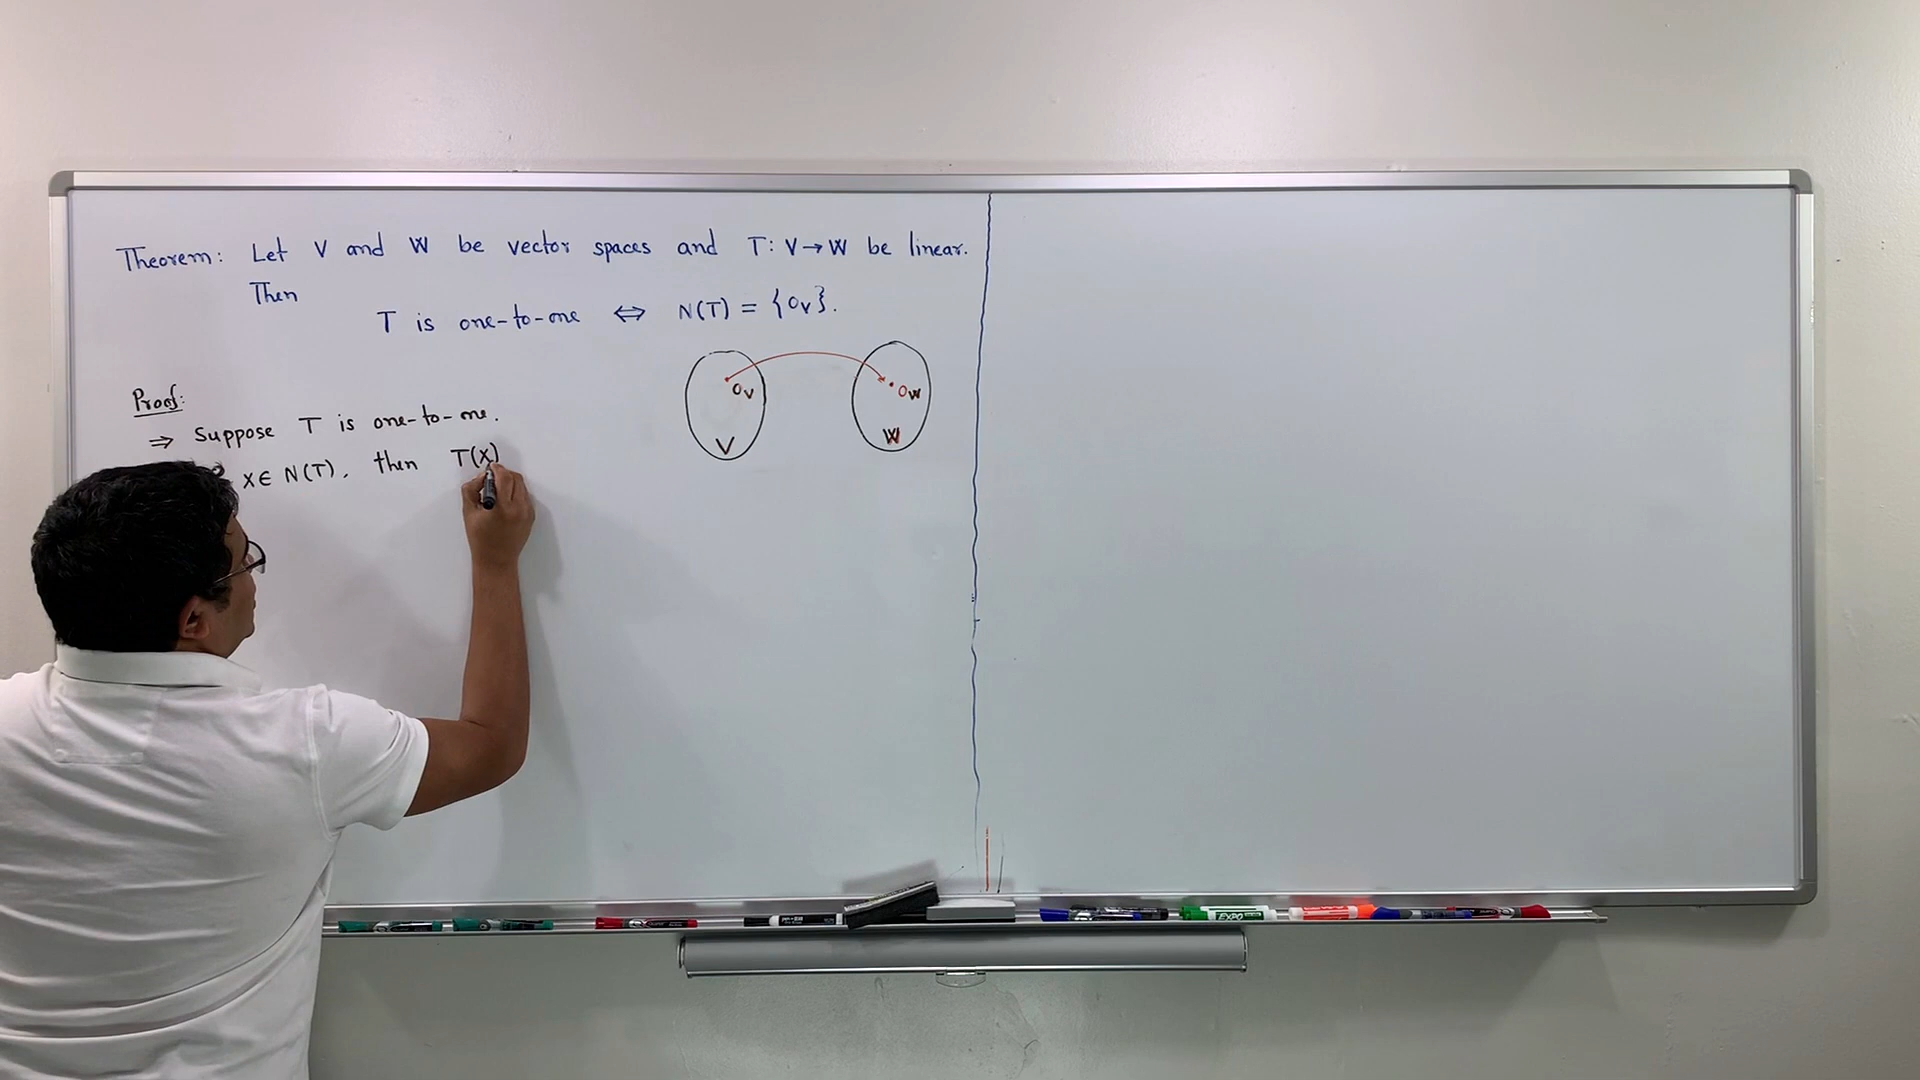 Theorem: Let V and W be vector spaces and T: V→W be linear.
Then
T is one-to-one ⇔ N(T) = {0v}.
0v
0w
V
W
Proof:
⇒ Suppose T is one-to-one.
x∈ N(T), then T(x)
EXPO